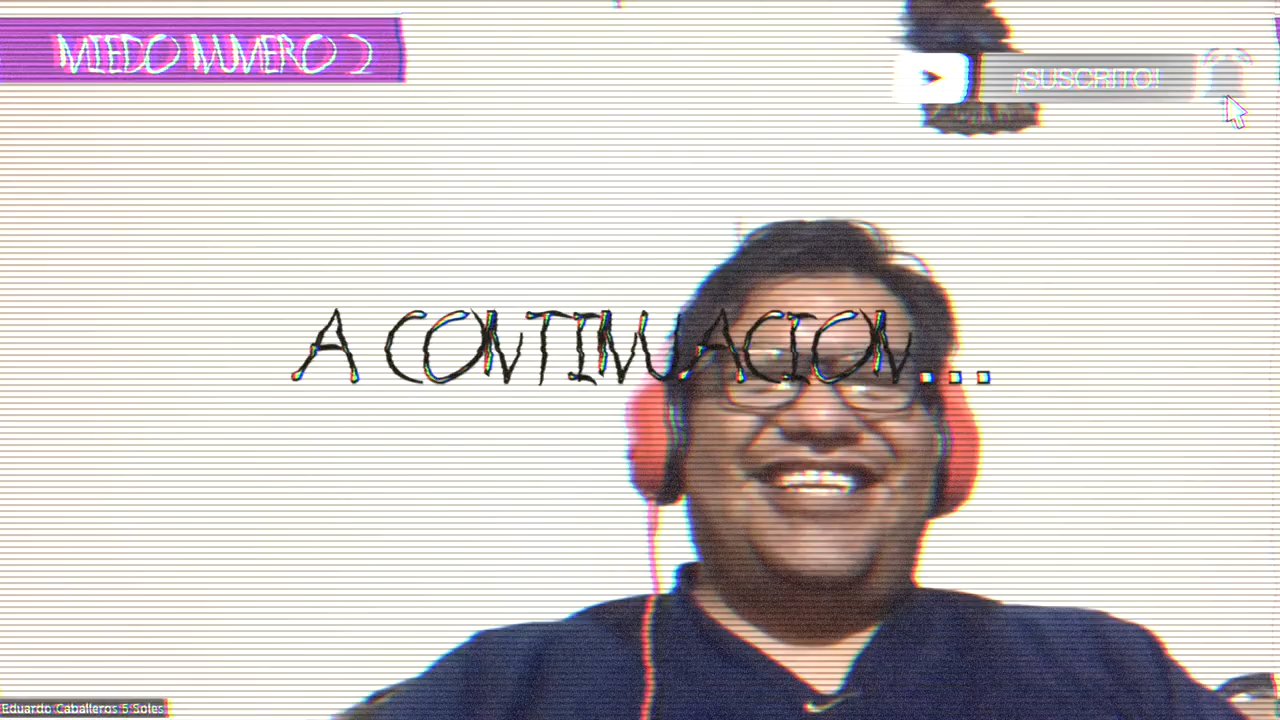 MIEDO NUMERO 2
¡SUSCRITO!
A CONTINUACION...
Eduardo Caballeros 5 Soles